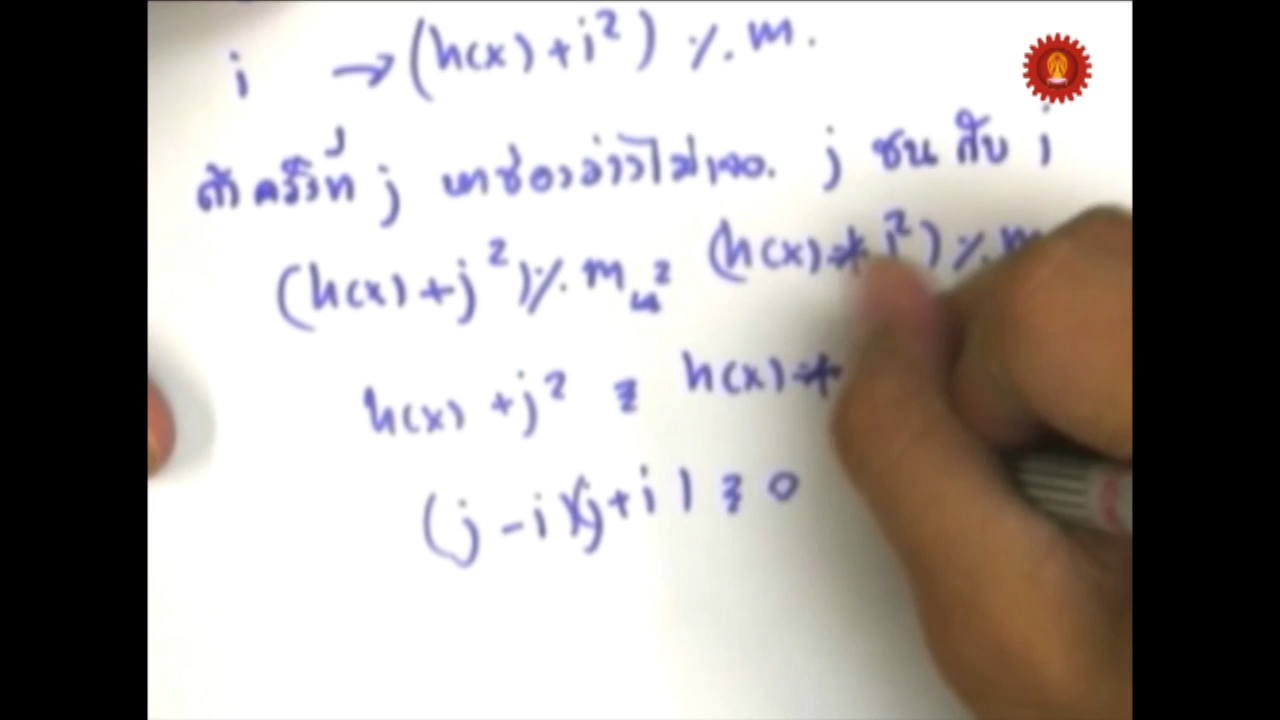 i → (h(x) + i²) % m.
ถ้าครั้งที่ j หาช่องว่างไม่เจอ. j ชนกับ i
(h(x) + j²) % m = (h(x) + i²) % m
h(x) + j² ≡ h(x) +
(j - i)(j + i) ≡ 0